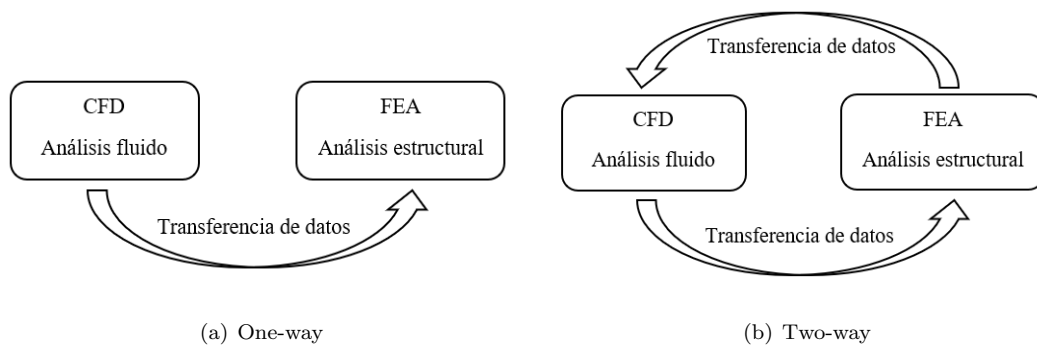 CFD
Análisis fluido
FEA
Análisis estructural
Transferencia de datos
(a) One-way
Transferencia de datos
CFD
Análisis fluido
FEA
Análisis estructural
Transferencia de datos
(b) Two-way